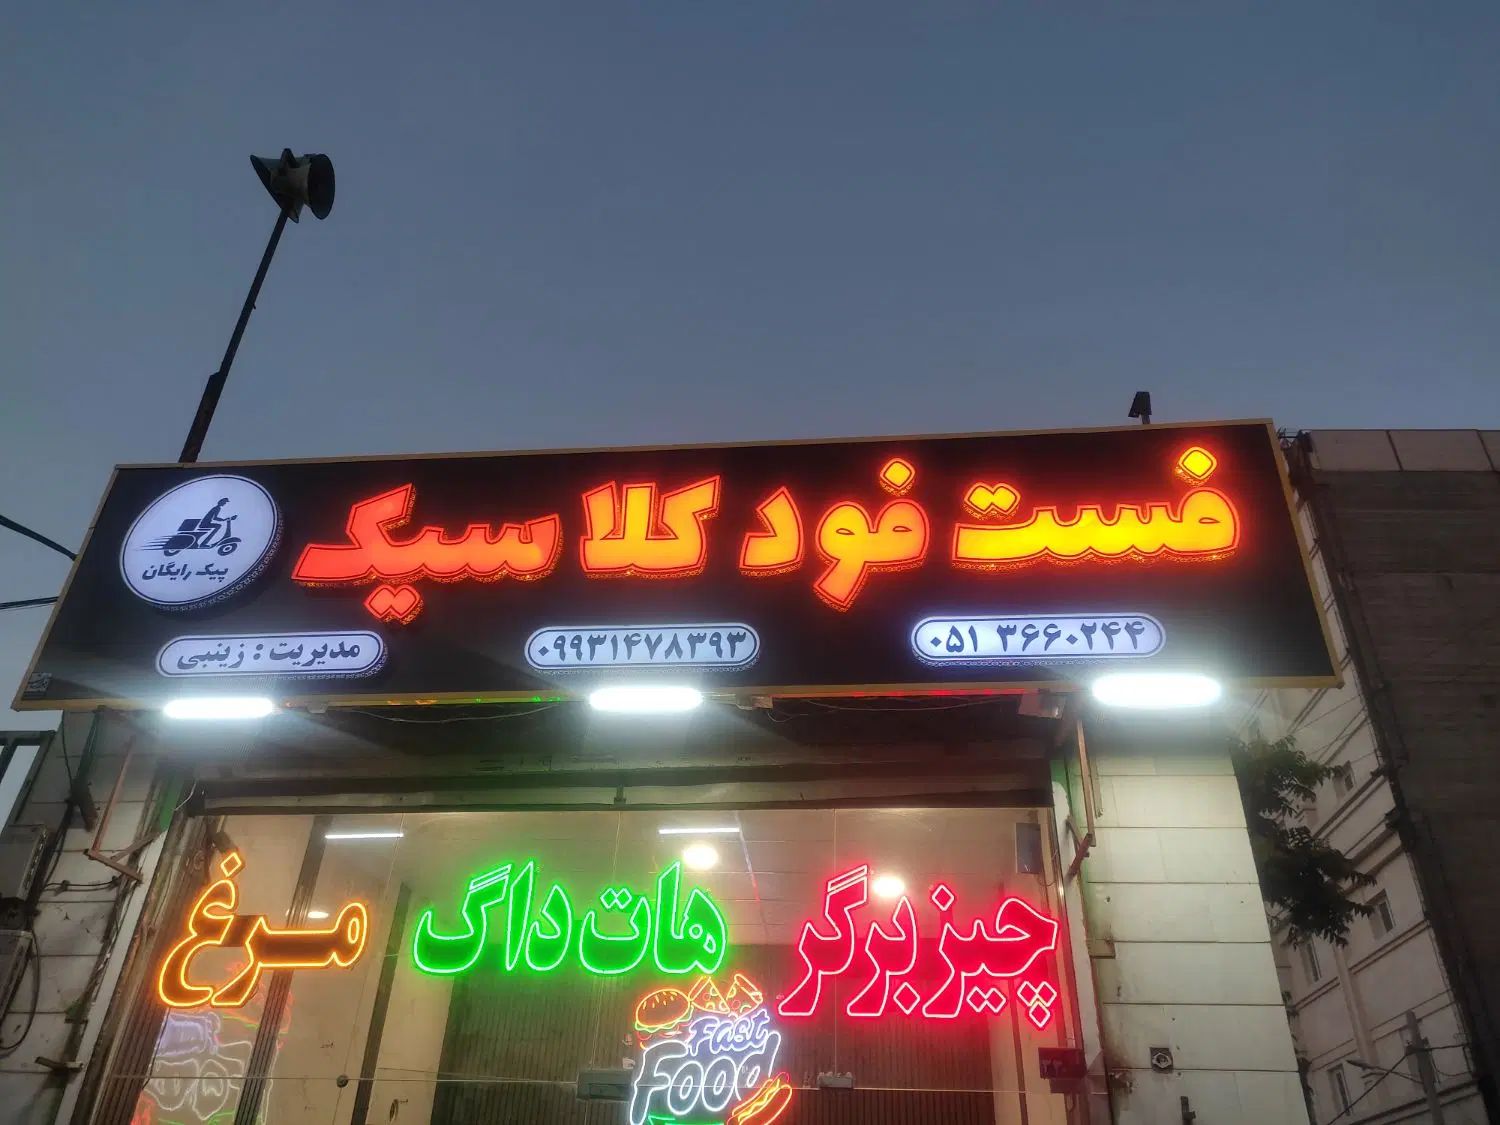 فست فود کلاسیک
پیک رایگان
۰۵۱ ۳۶۶۰۲۴۴
۰۹۹۳۱۴۷۸۳۹۳
مدیریت : زینبی
چیزبرگر
هات داگ
مرغ
Fast
Food